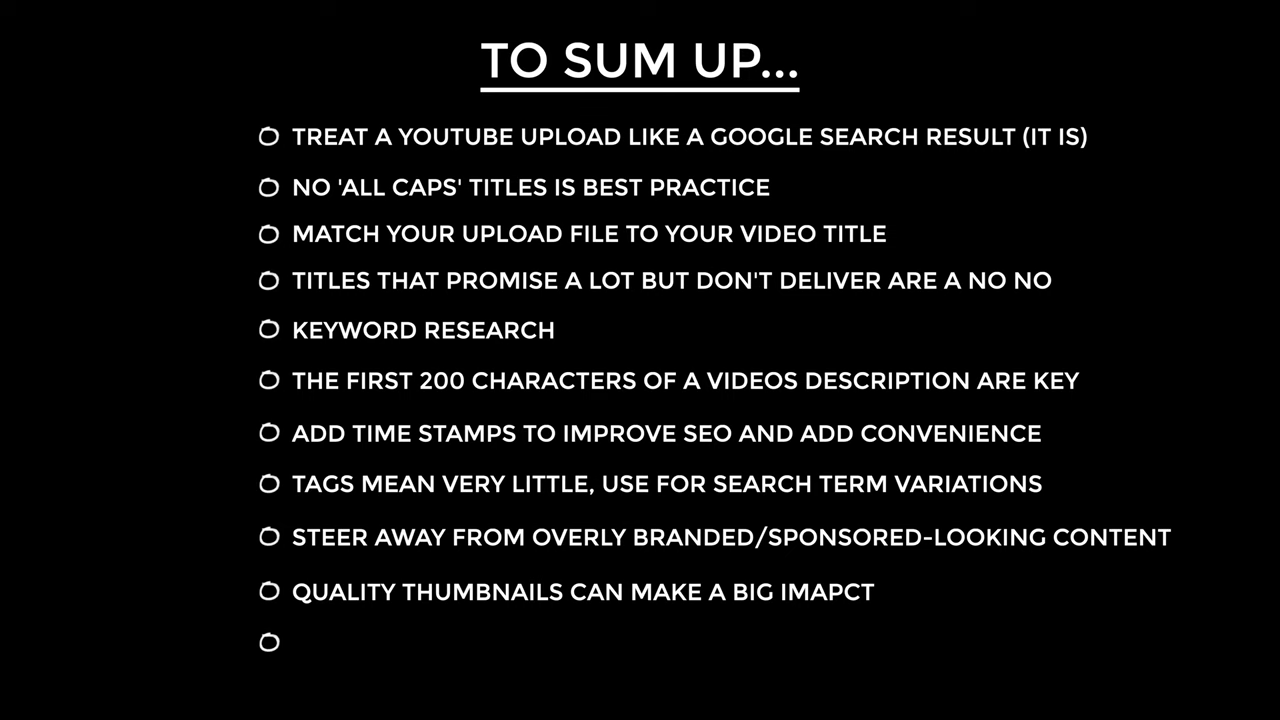 TO SUM UP...
TREAT A YOUTUBE UPLOAD LIKE A GOOGLE SEARCH RESULT (IT IS)
NO 'ALL CAPS' TITLES IS BEST PRACTICE
MATCH YOUR UPLOAD FILE TO YOUR VIDEO TITLE
TITLES THAT PROMISE A LOT BUT DON'T DELIVER ARE A NO NO
KEYWORD RESEARCH
THE FIRST 200 CHARACTERS OF A VIDEOS DESCRIPTION ARE KEY
ADD TIME STAMPS TO IMPROVE SEO AND ADD CONVENIENCE
TAGS MEAN VERY LITTLE, USE FOR SEARCH TERM VARIATIONS
STEER AWAY FROM OVERLY BRANDED/SPONSORED-LOOKING CONTENT
QUALITY THUMBNAILS CAN MAKE A BIG IMAPCT